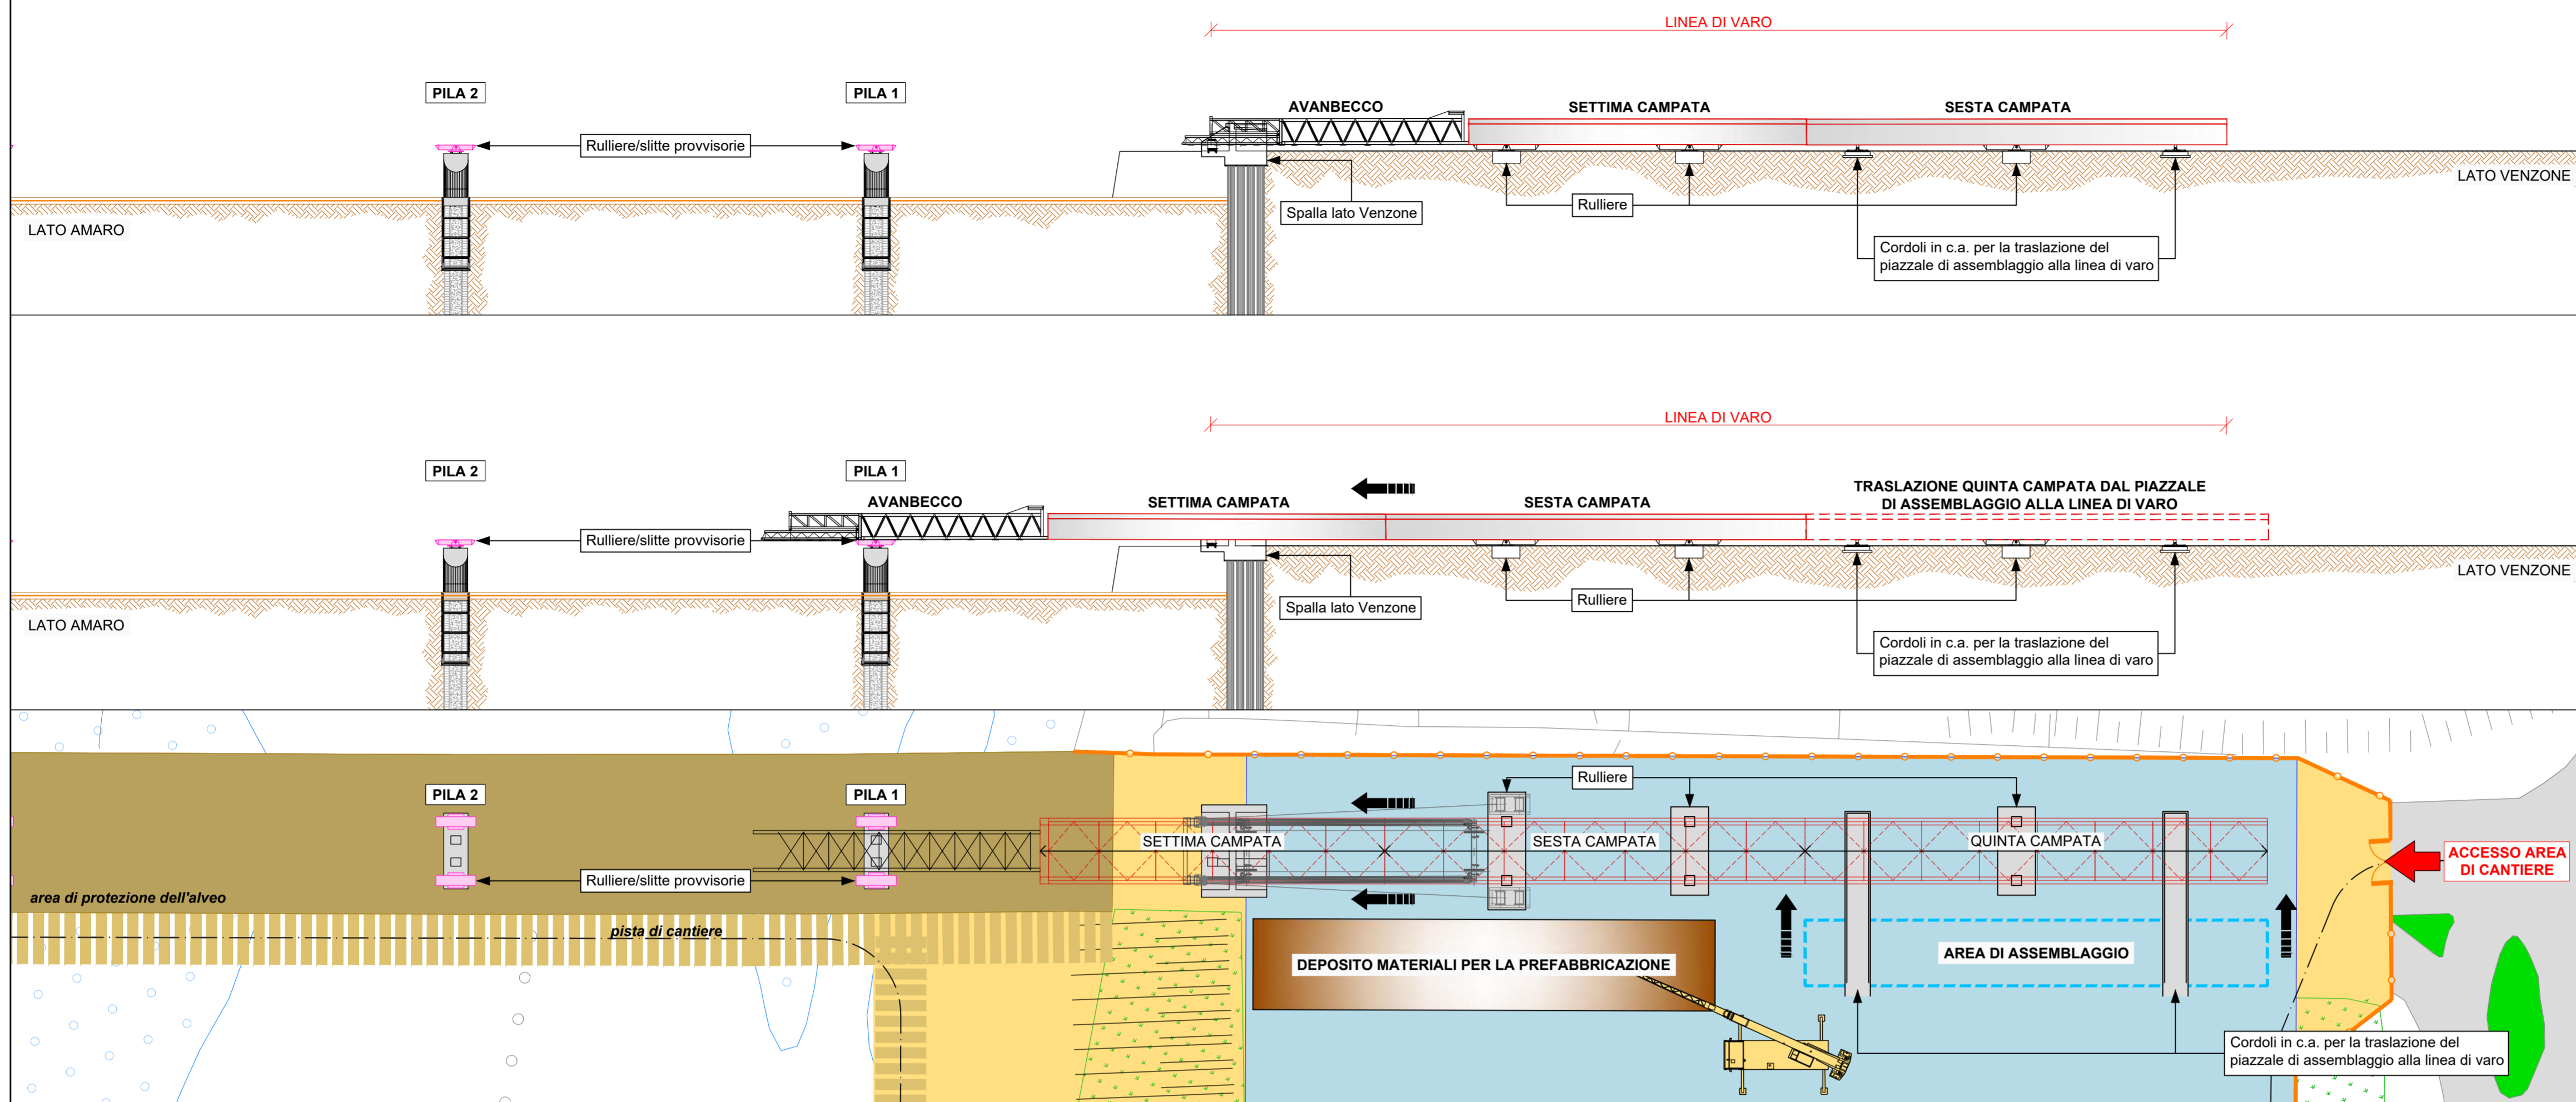 LINEA DI VARO
PILA 2
PILA 1
AVANBECCO
SETTIMA CAMPATA
SESTA CAMPATA
Rulliere/slitte provvisorie
LATO VENZONE
Spalla lato Venzone
Rulliere
LATO AMARO
Cordoli in c.a. per la traslazione del
piazzale di assemblaggio alla linea di varo
LINEA DI VARO
PILA 2
PILA 1
AVANBECCO
SETTIMA CAMPATA
SESTA CAMPATA
TRASLAZIONE QUINTA CAMPATA DAL PIAZZALE
DI ASSEMBLAGGIO ALLA LINEA DI VARO
Rulliere/slitte provvisorie
LATO VENZONE
Spalla lato Venzone
Rulliere
LATO AMARO
Cordoli in c.a. per la traslazione del
piazzale di assemblaggio alla linea di varo
Rulliere
PILA 2
PILA 1
SETTIMA CAMPATA
SESTA CAMPATA
QUINTA CAMPATA
ACCESSO AREA
DI CANTIERE
Rulliere/slitte provvisorie
area di protezione dell'alveo
pista di cantiere
DEPOSITO MATERIALI PER LA PREFABBRICAZIONE
AREA DI ASSEMBLAGGIO
Cordoli in c.a. per la traslazione del
piazzale di assemblaggio alla linea di varo